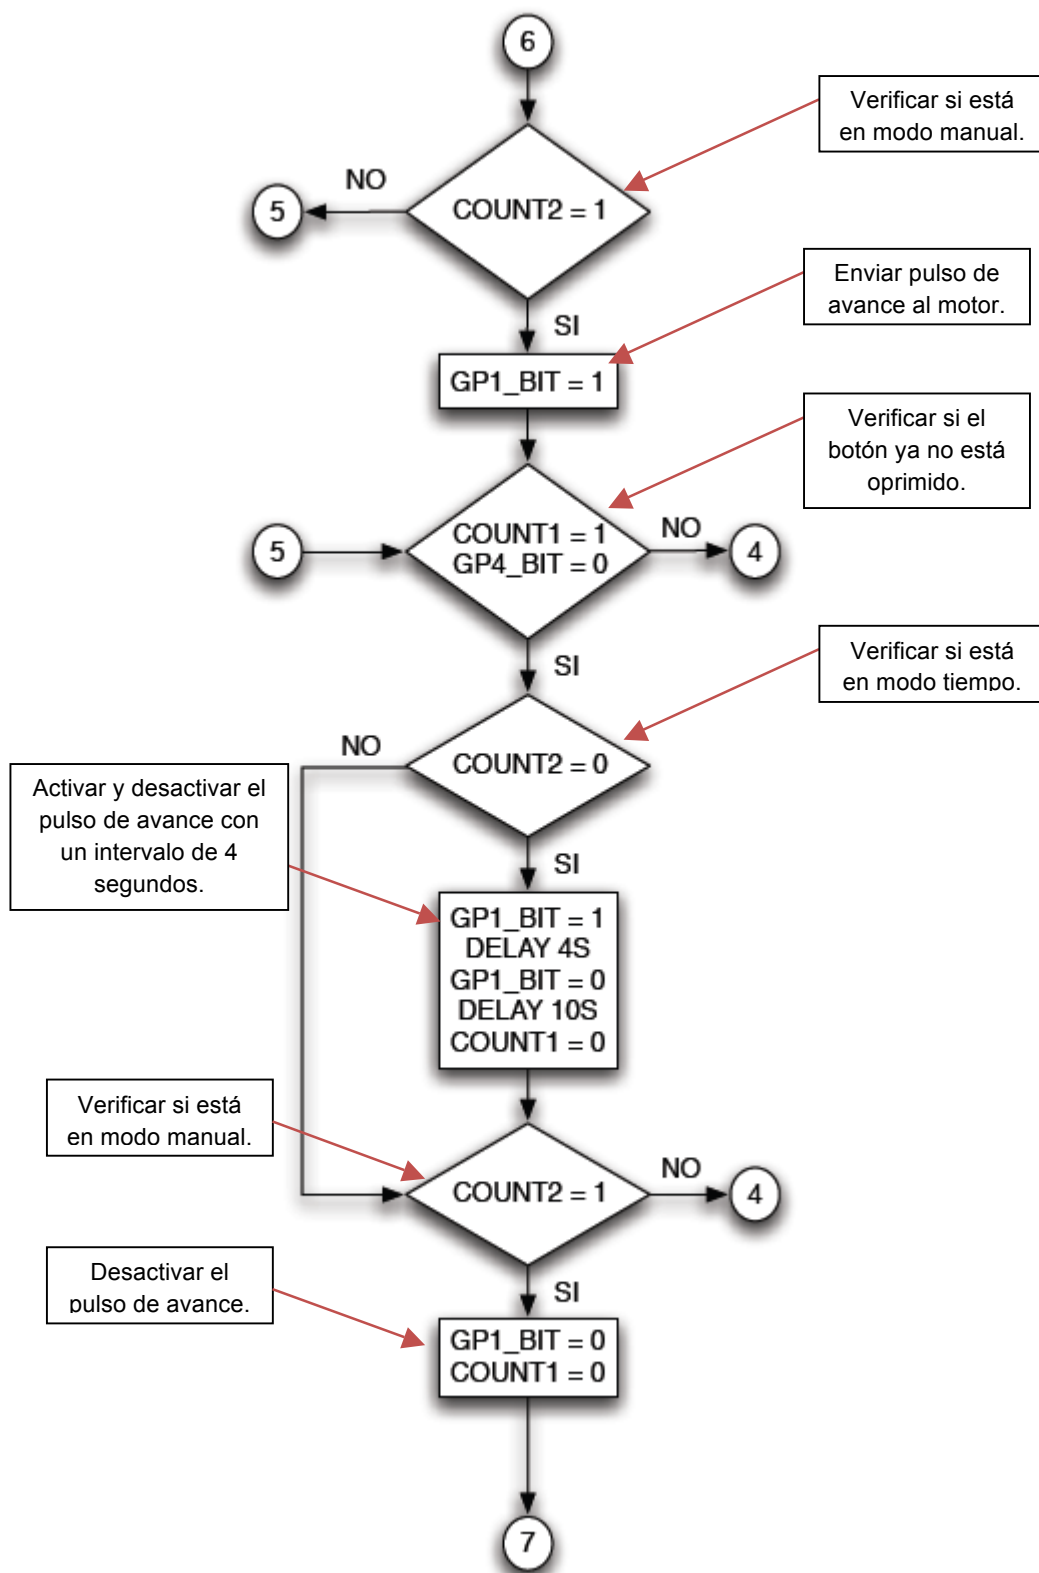 6
Verificar si está
en modo manual.
NO
5
COUNT2 = 1
Enviar pulso de
avance al motor.
SI
GP1_BIT = 1
Verificar si el
botón ya no está
oprimido.
5
COUNT1 = 1
GP4_BIT = 0
NO
4
SI
Verificar si está
en modo tiempo.
NO
COUNT2 = 0
Activar y desactivar el
pulso de avance con
un intervalo de 4
segundos.
SI
GP1_BIT = 1
DELAY 4S
GP1_BIT = 0
DELAY 10S
COUNT1 = 0
Verificar si está
en modo manual.
COUNT2 = 1
NO
4
Desactivar el
pulso de avance.
SI
GP1_BIT = 0
COUNT1 = 0
7